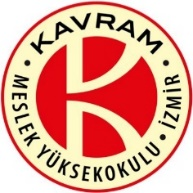 • KAVRAM •
MESLEK YÜKSEKOKULU • İZMİR